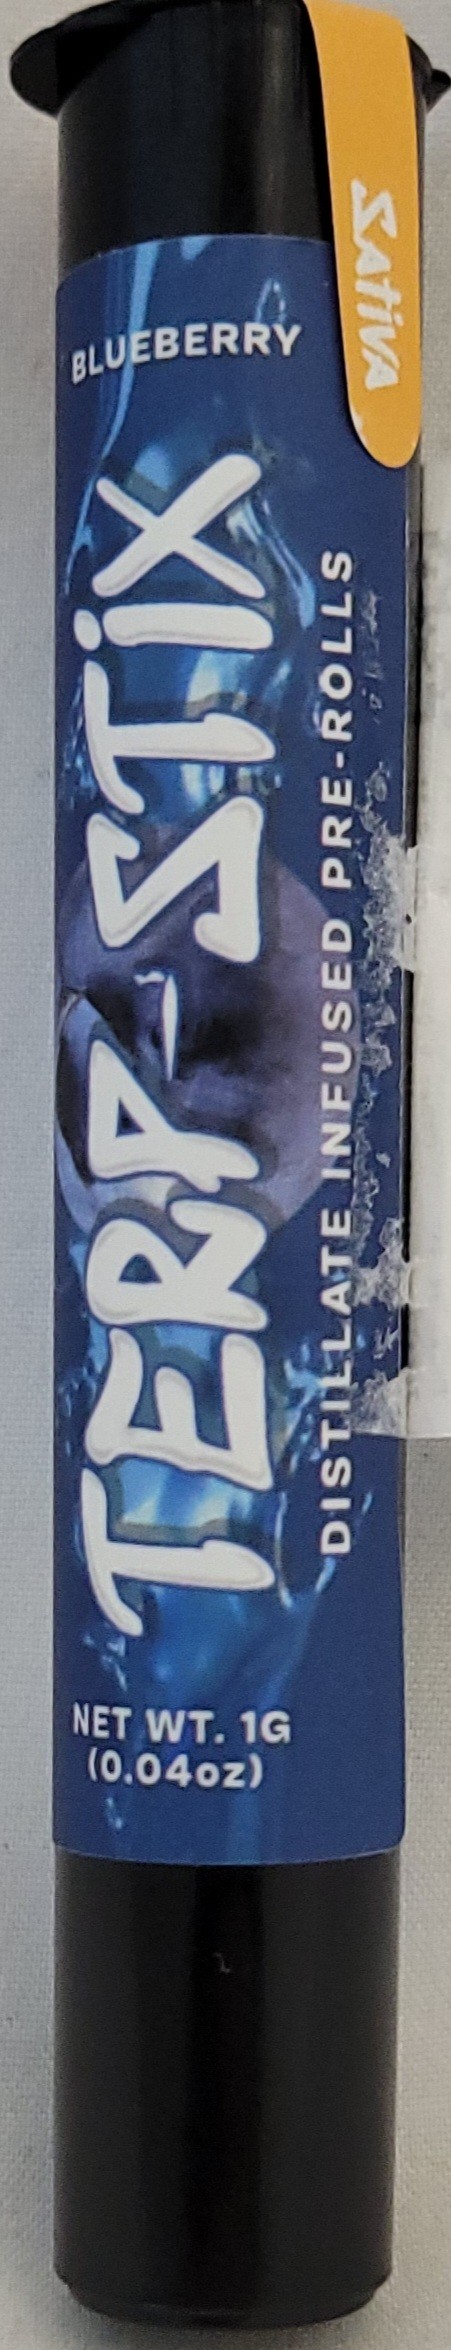 Sativa
BLUEBERRY
TERP-STIX
DISTILLATE INFUSED PRE-ROLLS
NET WT. 1G
(0.04oz)